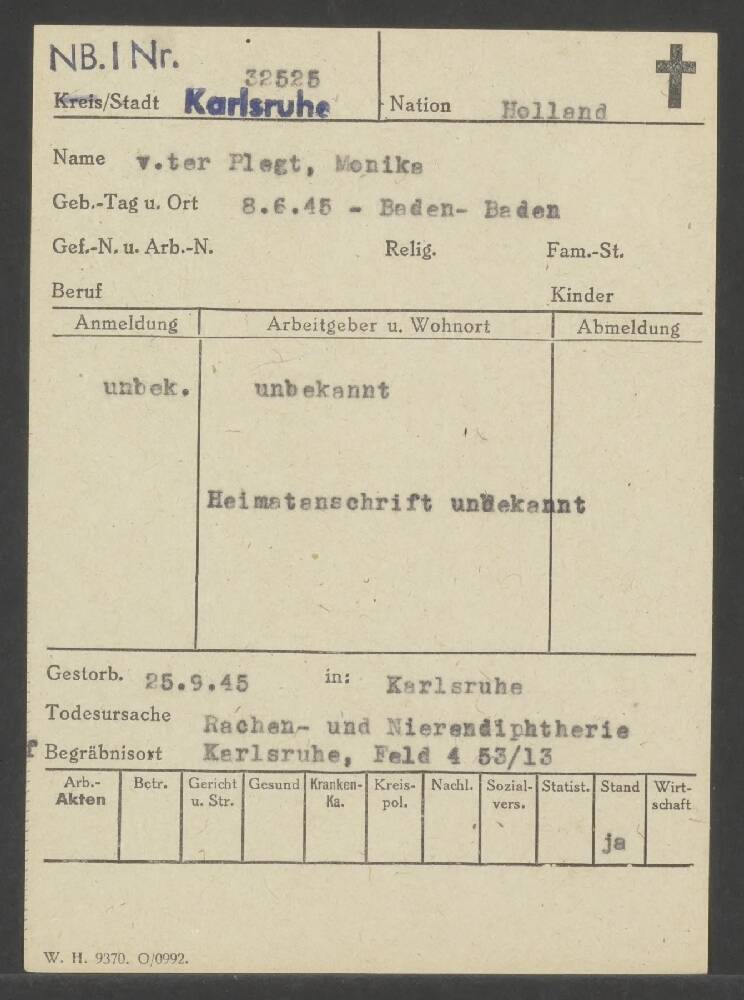 NB.I Nr.
32525
Kreis/Stadt Karlsruhe Nation Holland
Name v.ter Plegt, Monika
Geb.-Tag u. Ort 8.6.45 - Baden- Baden
Gef.-N. u. Arb.-N. Relig. Fam.-St.
Beruf Kinder
Anmeldung Arbeitgeber u. Wohnort Abmeldung
unbek. unbekannt
Heimatanschrift unbekannt
Gestorb. 25.9.45 in: Karlsruhe
Todesursache Rachen- und Nierendiphtherie
f Begräbnisort Karlsruhe, Feld 4 53/13
Arb.- Betr. Gericht Gesund Kranken- Kreis- Nachl. Sozial- Statist. Stand Wirt-
Akten u. Str. Ka. pol. vers. schaft
ja
W. H. 9370. O/0992.